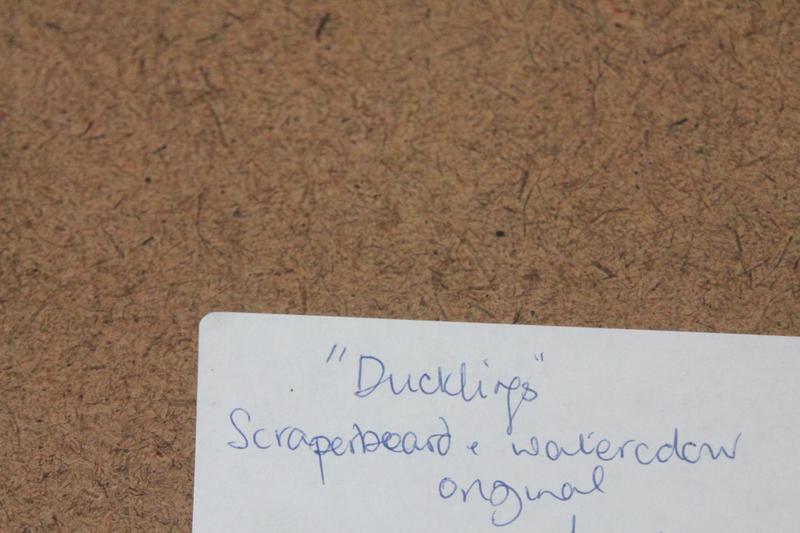 "Ducklings"
Scraperboard + watercolour
original